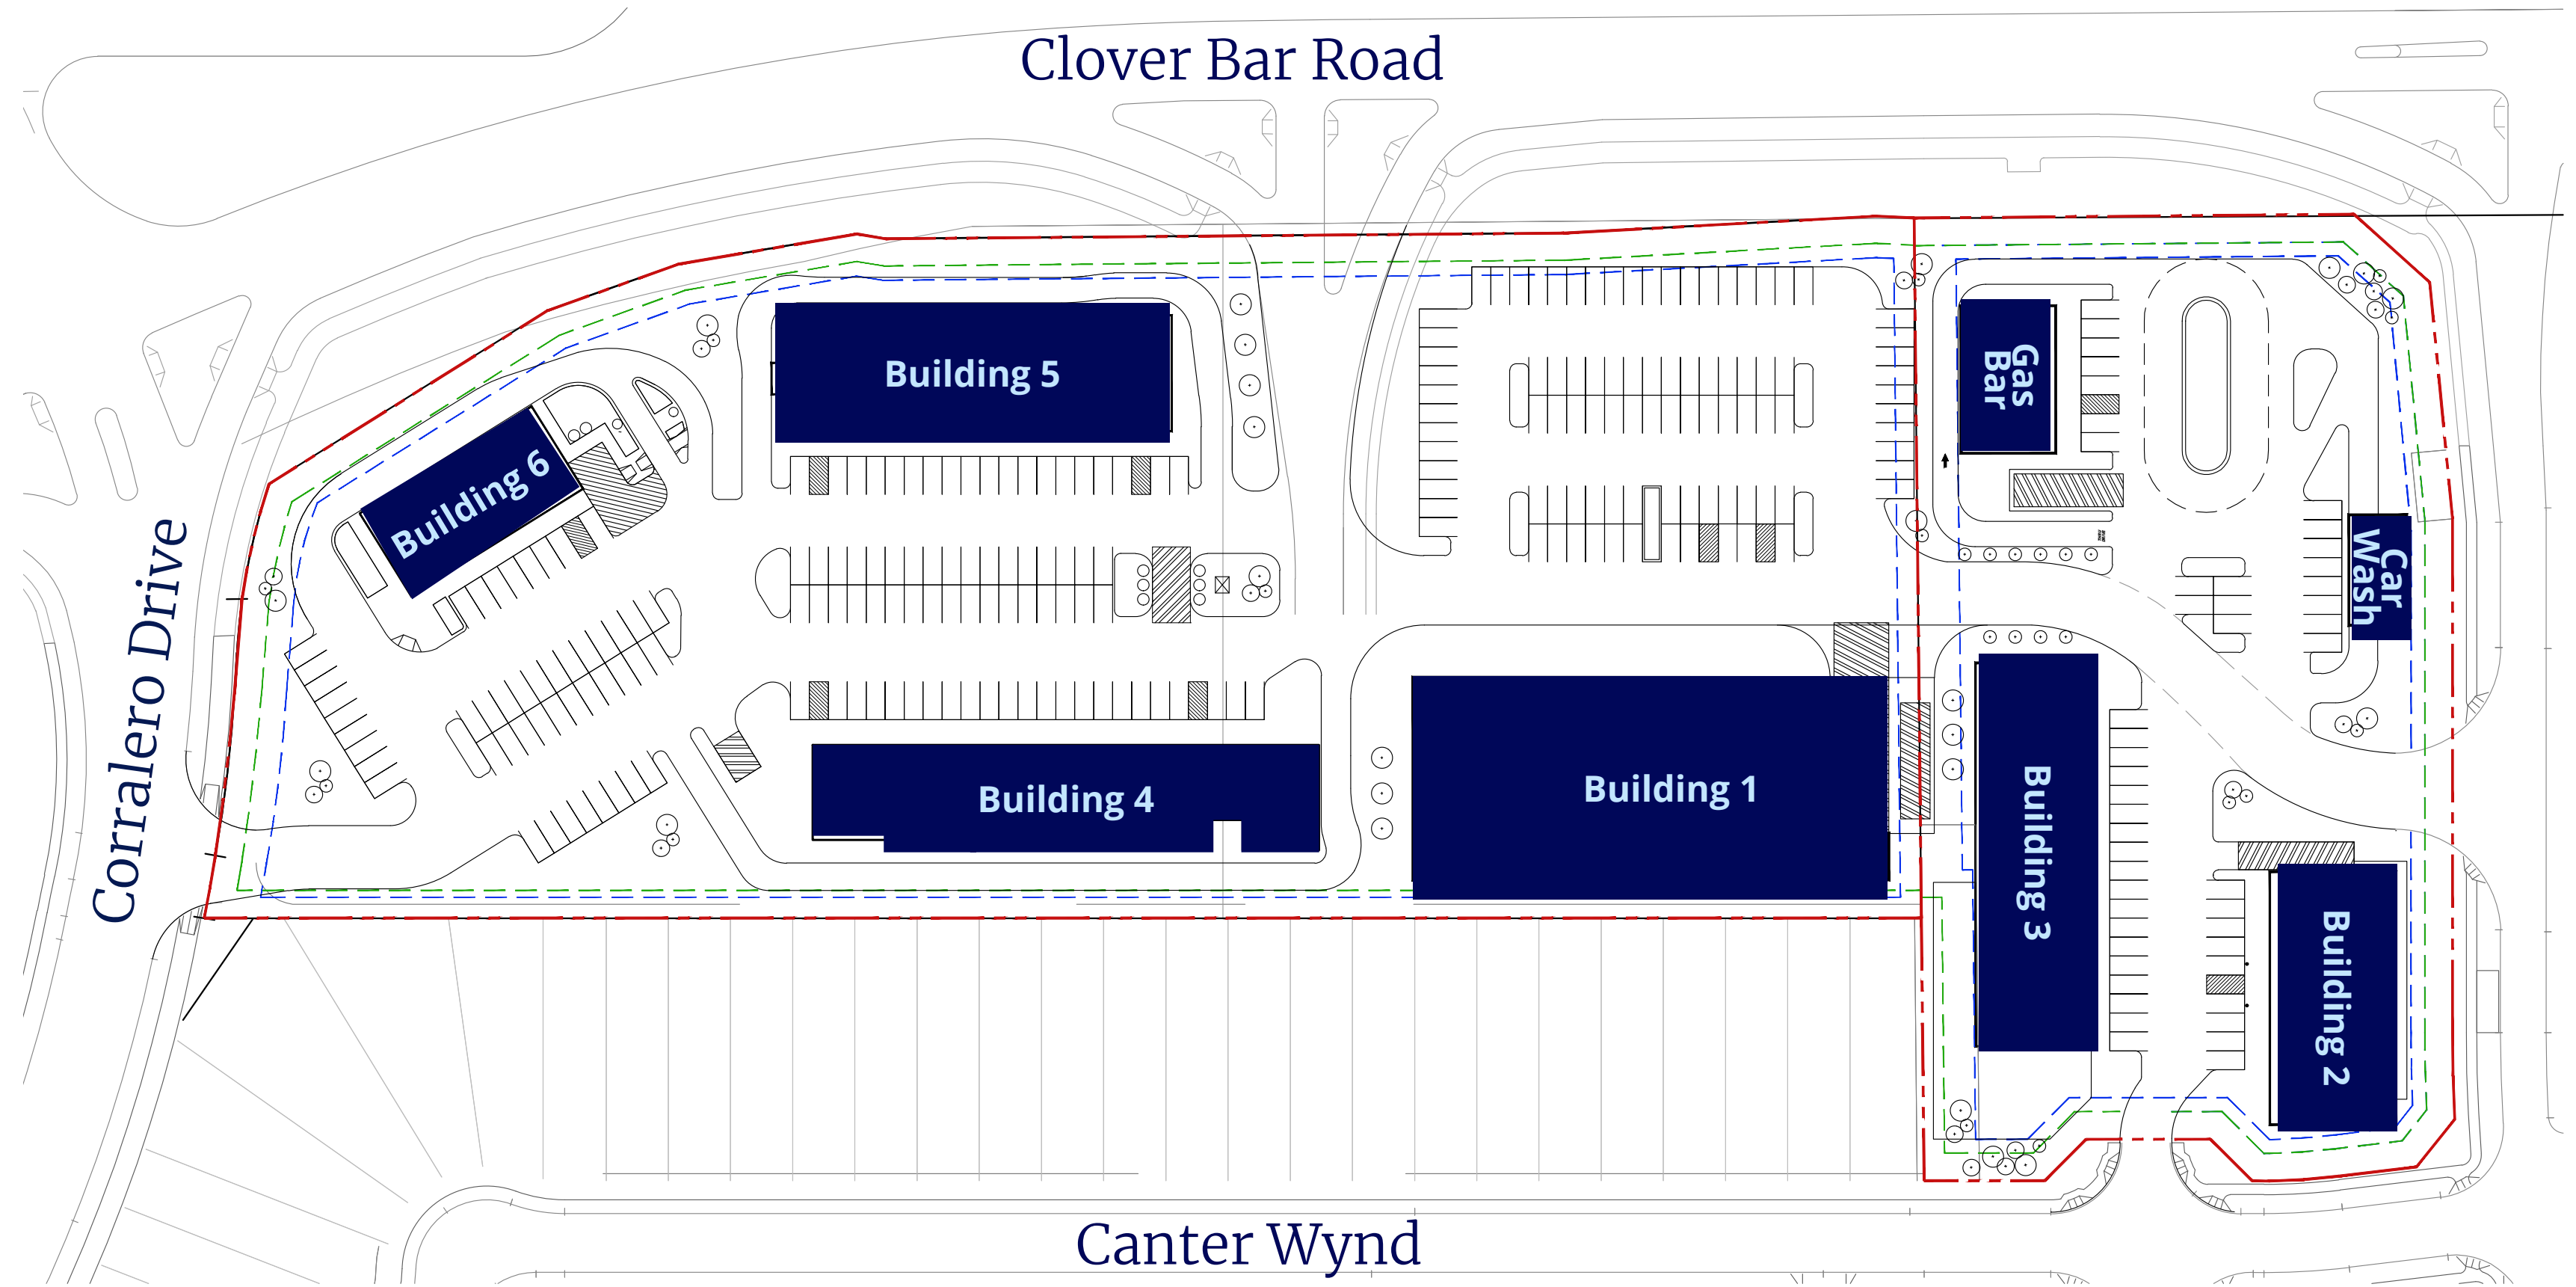 Clover Bar Road
Building 5
Gas
Bar
Building 6
Car
Wash
Corralero Drive
Building 4
Building 1
Building 3
Building 2
Canter Wynd